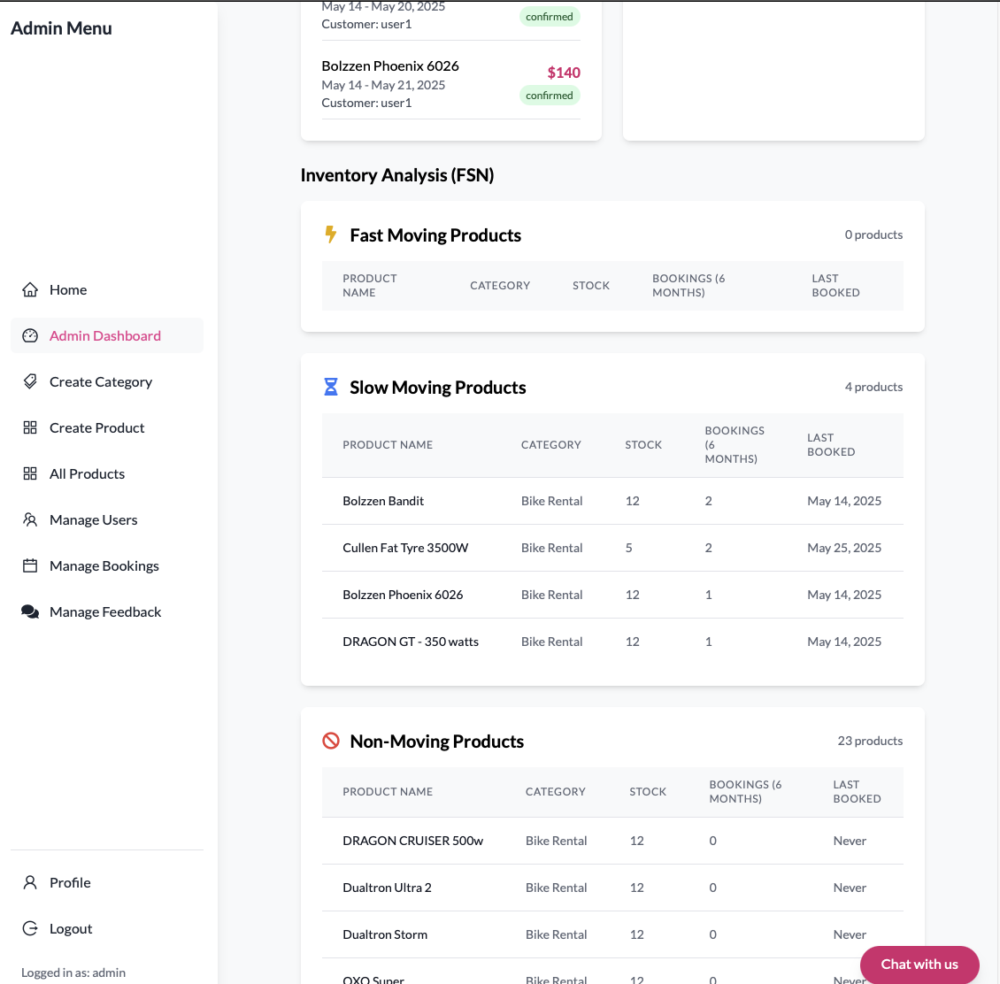 Admin Menu
Home
Admin Dashboard
Create Category
Create Product
All Products
Manage Users
Manage Bookings
Manage Feedback
Profile
Logout
Logged in as: admin
May 14 - May 20, 2025
Customer: user1
confirmed
Bolzzen Phoenix 6026
$140
May 14 - May 21, 2025
confirmed
Customer: user1
Inventory Analysis (FSN)
Fast Moving Products
0 products
PRODUCT NAME CATEGORY STOCK BOOKINGS (6 MONTHS) LAST BOOKED
Slow Moving Products
4 products
PRODUCT NAME CATEGORY STOCK BOOKINGS (6 MONTHS) LAST BOOKED
Bolzzen Bandit Bike Rental 12 2 May 14, 2025
Cullen Fat Tyre 3500W Bike Rental 5 2 May 25, 2025
Bolzzen Phoenix 6026 Bike Rental 12 1 May 14, 2025
DRAGON GT - 350 watts Bike Rental 12 1 May 14, 2025
Non-Moving Products
23 products
PRODUCT NAME CATEGORY STOCK BOOKINGS (6 MONTHS) LAST BOOKED
DRAGON CRUISER 500w Bike Rental 12 0 Never
Dualtron Ultra 2 Bike Rental 12 0 Never
Dualtron Storm Bike Rental 12 0 Never
OXO Super Bike Rental 12 0 Never
Chat with us